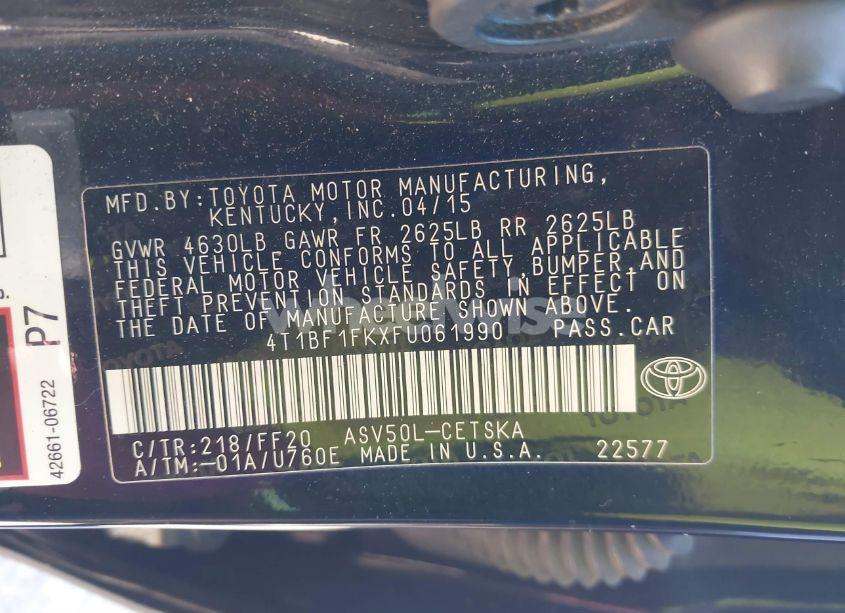 MFD.BY:TOYOTA MOTOR MANUFACTURING,
KENTUCKY,INC.04/15
GVWR 4630LB GAWR FR 2625LB RR 2625LB
THIS VEHICLE CONFORMS TO ALL APPLICABLE
FEDERAL MOTOR VEHICLE SAFETY,BUMPER,AND
THEFT PREVENTION STANDARDS IN EFFECT ON
THE DATE OF MANUFACTURE SHOWN ABOVE.
4T1BF1FKXFU061990 PASS.CAR
C/TR:218/FF20 ASV50L-CETSKA
A/TM:-01A/U760E MADE IN U.S.A. 22577
P7
42661-06722
TOYOTA